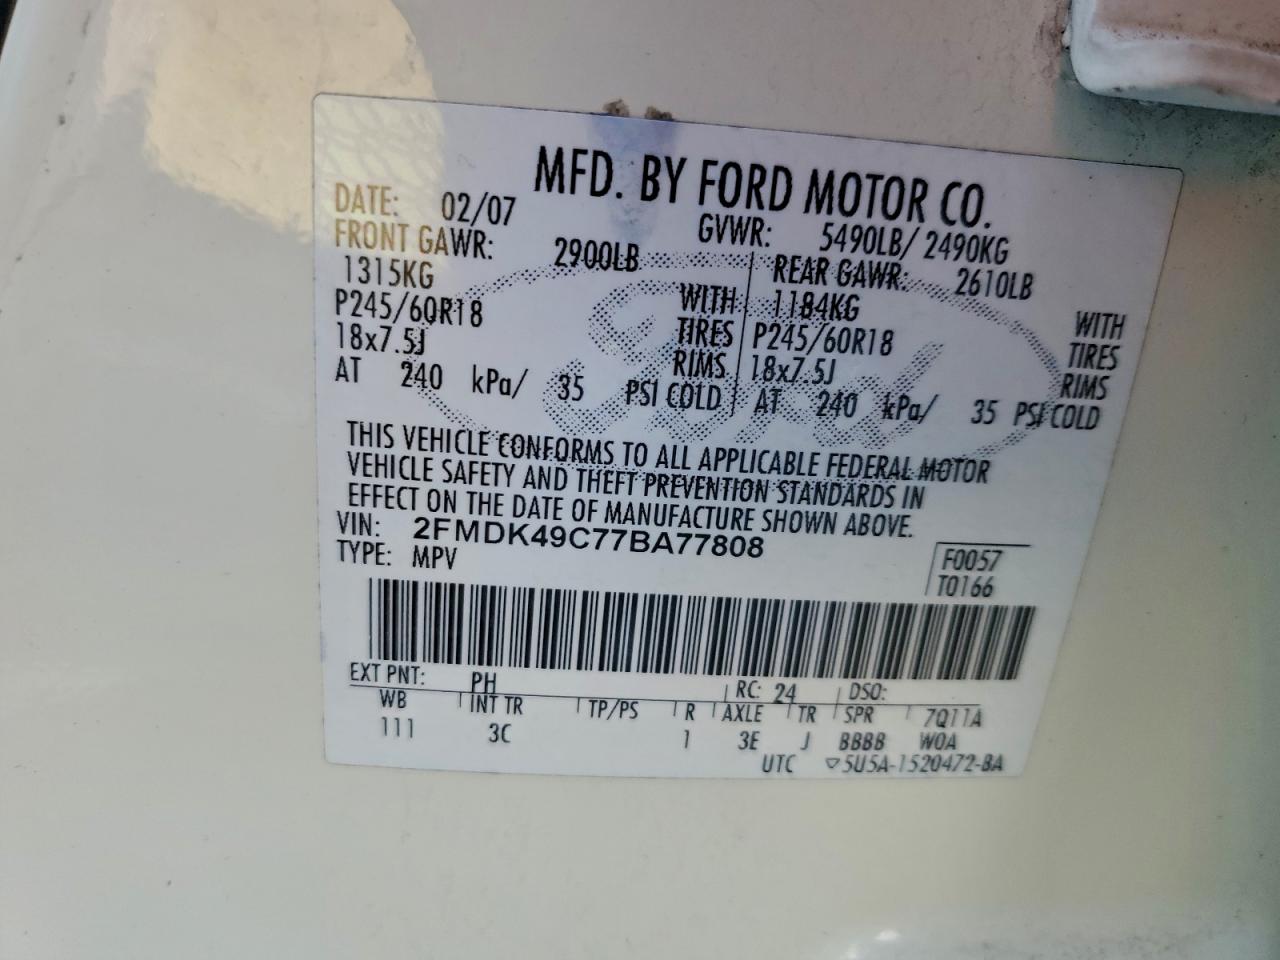 MFD. BY FORD MOTOR CO.
DATE: 02/07 GVWR: 5490LB/ 2490KG
FRONT GAWR: 2900LB REAR GAWR: 2610LB
1315KG WITH 1184KG WITH
P245/60R18 TIRES P245/60R18 TIRES
18x7.5J RIMS 18x7.5J RIMS
AT 240 kPa/ 35 PSI COLD AT 240 kPa/ 35 PSI COLD
THIS VEHICLE CONFORMS TO ALL APPLICABLE FEDERAL MOTOR
VEHICLE SAFETY AND THEFT PREVENTION STANDARDS IN
EFFECT ON THE DATE OF MANUFACTURE SHOWN ABOVE.
VIN: 2FMDK49C77BA77808
TYPE: MPV
F0057
T0166
EXT PNT: PH RC: 24 DSO:
WB INT TR TP/PS R AXLE TR SPR 7Q11A
111 3C 1 3E J BBBB WOA
UTC ▽5U5A-1520472-BA
Ford